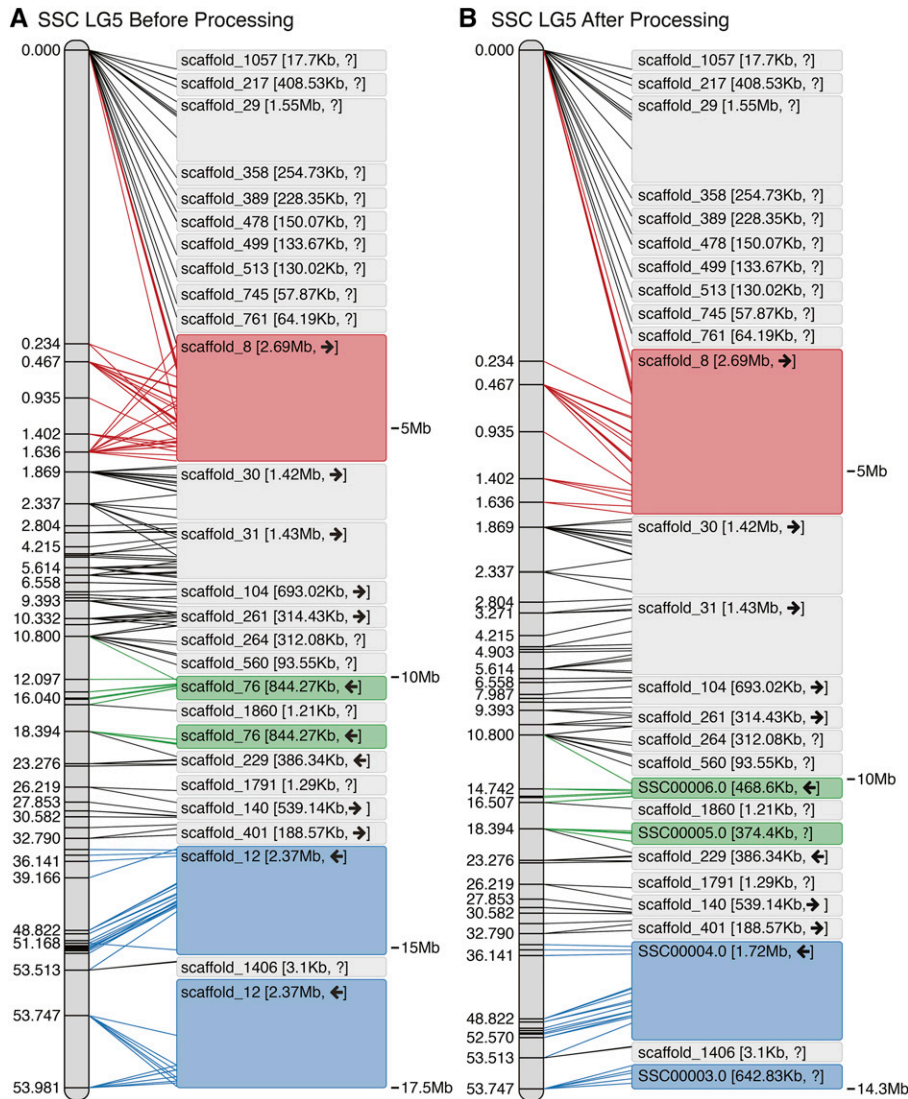 A SSC LG5 Before Processing
0.000
scaffold_1057 [17.7Kb, ?]
scaffold_217 [408.53Kb, ?]
scaffold_29 [1.55Mb, ?]
scaffold_358 [254.73Kb, ?]
scaffold_389 [228.35Kb, ?]
scaffold_478 [150.07Kb, ?]
scaffold_499 [133.67Kb, ?]
scaffold_513 [130.02Kb, ?]
scaffold_745 [57.87Kb, ?]
scaffold_761 [64.19Kb, ?]
scaffold_8 [2.69Mb, →]
scaffold_30 [1.42Mb, →]
scaffold_31 [1.43Mb, →]
scaffold_104 [693.02Kb, →]
scaffold_261 [314.43Kb, →]
scaffold_264 [312.08Kb, ?]
scaffold_560 [93.55Kb, ?]
scaffold_76 [844.27Kb, ←]
scaffold_1860 [1.21Kb, ?]
scaffold_76 [844.27Kb, ←]
scaffold_229 [386.34Kb, ←]
scaffold_1791 [1.29Kb, ?]
scaffold_140 [539.14Kb,→ ]
scaffold_401 [188.57Kb, →]
scaffold_12 [2.37Mb, ←]
scaffold_1406 [3.1Kb, ?]
scaffold_12 [2.37Mb, ←]
0.234
0.467
0.935
1.402
1.636
1.869
2.337
2.804
4.215
5.614
6.558
9.393
10.332
10.800
12.097
16.040
18.394
23.276
26.219
27.853
30.582
32.790
36.141
39.166
48.822
51.168
53.513
53.747
53.981
5Mb
10Mb
15Mb
17.5Mb
B SSC LG5 After Processing
0.000
scaffold_1057 [17.7Kb, ?]
scaffold_217 [408.53Kb, ?]
scaffold_29 [1.55Mb, ?]
scaffold_358 [254.73Kb, ?]
scaffold_389 [228.35Kb, ?]
scaffold_478 [150.07Kb, ?]
scaffold_499 [133.67Kb, ?]
scaffold_513 [130.02Kb, ?]
scaffold_745 [57.87Kb, ?]
scaffold_761 [64.19Kb, ?]
scaffold_8 [2.69Mb, →]
scaffold_30 [1.42Mb, →]
scaffold_31 [1.43Mb, →]
scaffold_104 [693.02Kb, →]
scaffold_261 [314.43Kb, →]
scaffold_264 [312.08Kb, ?]
scaffold_560 [93.55Kb, ?]
SSC00006.0 [468.6Kb, ←]
scaffold_1860 [1.21Kb, ?]
SSC00005.0 [374.4Kb, ?]
scaffold_229 [386.34Kb, ←]
scaffold_1791 [1.29Kb, ?]
scaffold_140 [539.14Kb,→ ]
scaffold_401 [188.57Kb, →]
SSC00004.0 [1.72Mb, ←]
scaffold_1406 [3.1Kb, ?]
SSC00003.0 [642.83Kb, ?]
0.234
0.467
0.935
1.402
1.636
1.869
2.337
2.804
3.271
4.215
4.903
5.614
6.558
7.987
9.393
10.800
14.742
16.507
18.394
23.276
26.219
27.853
30.582
32.790
36.141
48.822
52.570
53.513
53.747
5Mb
10Mb
14.3Mb